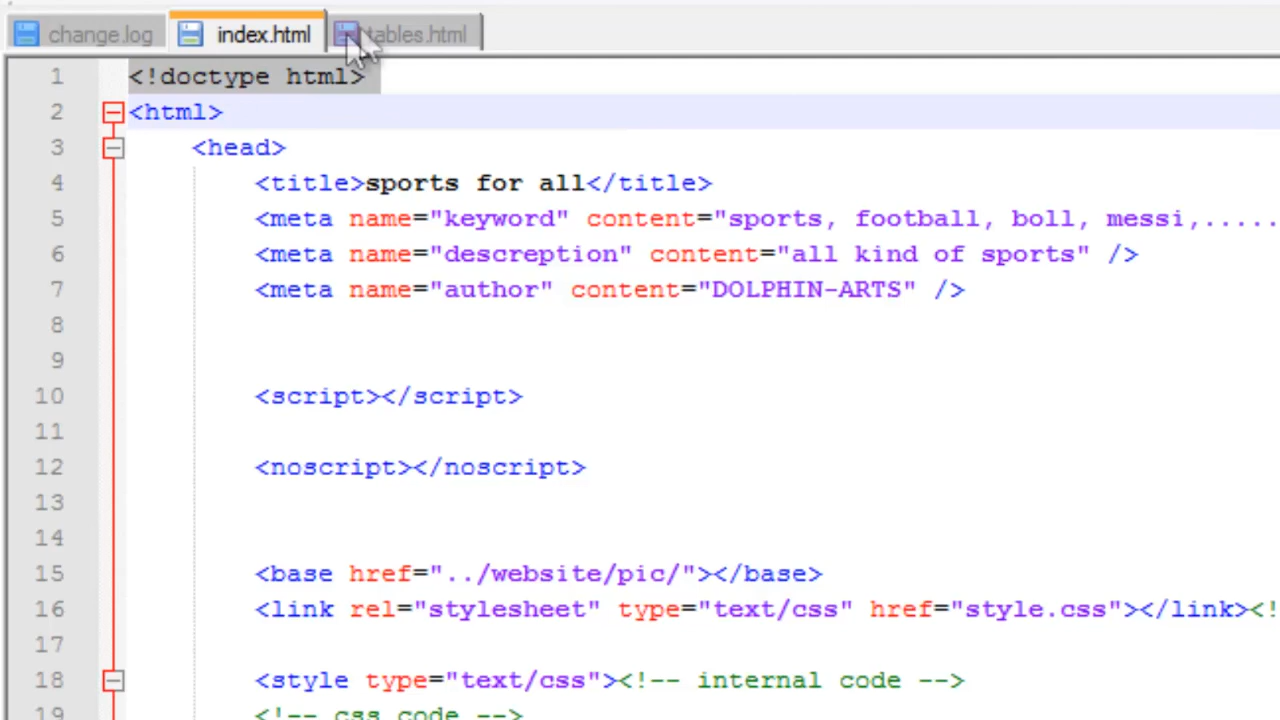 change.log index.html tables.html
1 <!doctype html>
2 <html>
3 <head>
4 <title>sports for all</title>
5 <meta name="keyword" content="sports, football, boll, messi,.....
6 <meta name="descreption" content="all kind of sports" />
7 <meta name="author" content="DOLPHIN-ARTS" />
8
9
10 <script></script>
11
12 <noscript></noscript>
13
14
15 <base href="../website/pic/"></base>
16 <link rel="stylesheet" type="text/css" href="style.css"></link><!
17
18 <style type="text/css"><!-- internal code -->
19 <!-- css code -->